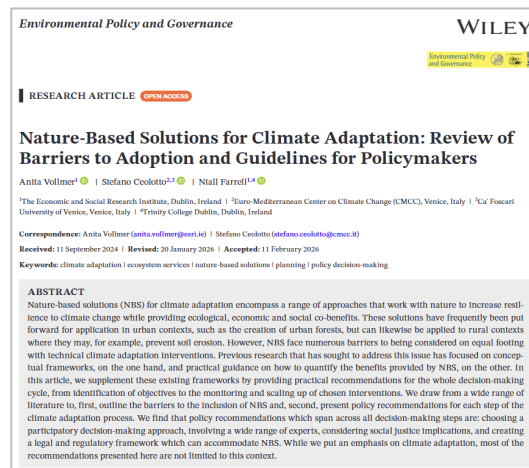 Environmental Policy and Governance
WILEY
Environmental Policy
and Governance
RESEARCH ARTICLE OPEN ACCESS
Nature-Based Solutions for Climate Adaptation: Review of
Barriers to Adoption and Guidelines for Policymakers
Anita Vollmer1 | Stefano Ceolotto2,3 | Niall Farrell1,4
1The Economic and Social Research Institute, Dublin, Ireland | 2Euro-Mediterranean Center on Climate Change (CMCC), Venice, Italy | 3Ca' Foscari
University of Venice, Venice, Italy | 4Trinity College Dublin, Dublin, Ireland
Correspondence: Anita Vollmer (anita.vollmer@esri.ie) | Stefano Ceolotto (stefano.ceolotto@cmcc.it)
Received: 11 September 2024 | Revised: 20 January 2026 | Accepted: 11 February 2026
Keywords: climate adaptation | ecosystem services | nature-based solutions | planning | policy decision-making
ABSTRACT
Nature-based solutions (NBS) for climate adaptation encompass a range of approaches that work with nature to increase resil-
ience to climate change while providing ecological, economic and social co-benefits. These solutions have frequently been put
forward for application in urban contexts, such as the creation of urban forests, but can likewise be applied to rural contexts
where they may, for example, prevent soil erosion. However, NBS face numerous barriers to being considered on equal footing
with technical climate adaptation interventions. Previous research that has sought to address this issue has focused on concep-
tual frameworks, on the one hand, and practical guidance on how to quantify the benefits provided by NBS, on the other. In
this article, we supplement these existing frameworks by providing practical recommendations for the whole decision-making
cycle, from identification of objectives to the monitoring and scaling up of chosen interventions. We draw from a wide range of
literature to, first, outline the barriers to the inclusion of NBS and, second, present policy recommendations for each step of the
climate adaptation process. We find that policy recommendations which span across all decision-making steps are: choosing a
participatory decision-making approach, involving a wide range of experts, considering social justice implications, and creating
a legal and regulatory framework which can accommodate NBS. While we put an emphasis on climate adaptation, most of the
recommendations presented here are not limited to this context.